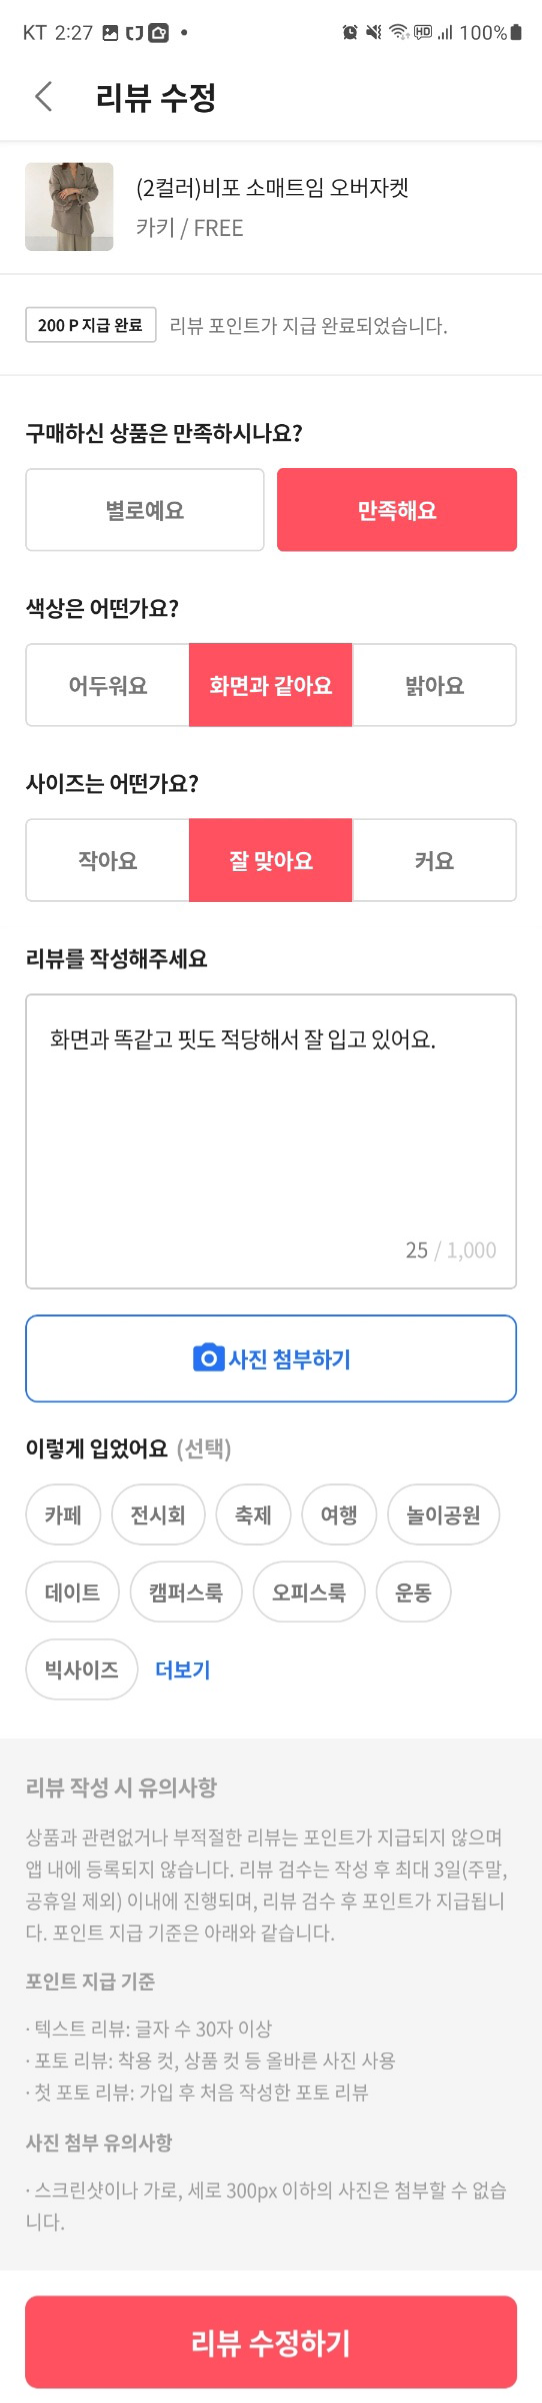 KT 2:27
HD 100%
리뷰 수정
(2컬러)비포 소매트임 오버자켓
카키 / FREE
200 P 지급 완료 리뷰 포인트가 지급 완료되었습니다.
구매하신 상품은 만족하시나요?
별로예요 만족해요
색상은 어떤가요?
어두워요 화면과 같아요 밝아요
사이즈는 어떤가요?
작아요 잘 맞아요 커요
리뷰를 작성해주세요
화면과 똑같고 핏도 적당해서 잘 입고 있어요.
25 / 1,000
사진 첨부하기
이렇게 입었어요 (선택)
카페 전시회 축제 여행 놀이공원
데이트 캠퍼스룩 오피스룩 운동
빅사이즈 더보기
리뷰 작성 시 유의사항
상품과 관련없거나 부적절한 리뷰는 포인트가 지급되지 않으며
앱 내에 등록되지 않습니다. 리뷰 검수는 작성 후 최대 3일(주말,
공휴일 제외) 이내에 진행되며, 리뷰 검수 후 포인트가 지급됩니
다. 포인트 지급 기준은 아래와 같습니다.
포인트 지급 기준
· 텍스트 리뷰: 글자 수 30자 이상
· 포토 리뷰: 착용 컷, 상품 컷 등 올바른 사진 사용
· 첫 포토 리뷰: 가입 후 처음 작성한 포토 리뷰
사진 첨부 유의사항
· 스크린샷이나 가로, 세로 300px 이하의 사진은 첨부할 수 없습
니다.
리뷰 수정하기